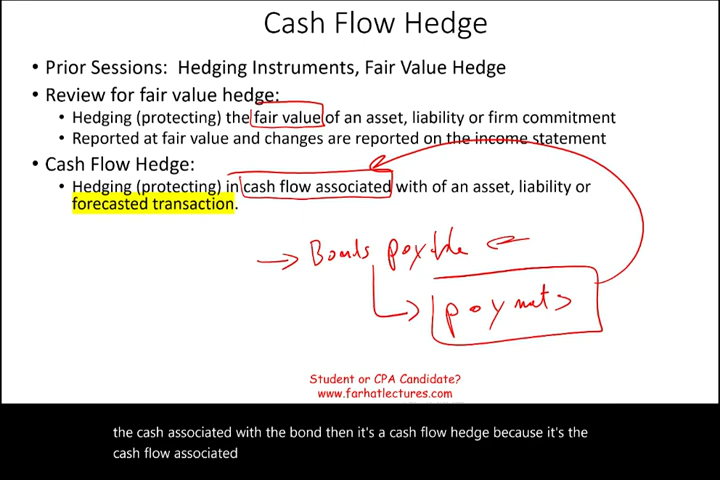 Cash Flow Hedge
• Prior Sessions: Hedging Instruments, Fair Value Hedge
• Review for fair value hedge:
• Hedging (protecting) the fair value of an asset, liability or firm commitment
• Reported at fair value and changes are reported on the income statement
• Cash Flow Hedge:
• Hedging (protecting) in cash flow associated with of an asset, liability or
forecasted transaction.
Bonds payable
payments
Student or CPA Candidate?
www.farhatlectures.com
the cash associated with the bond then it's a cash flow hedge because it's the
cash flow associated